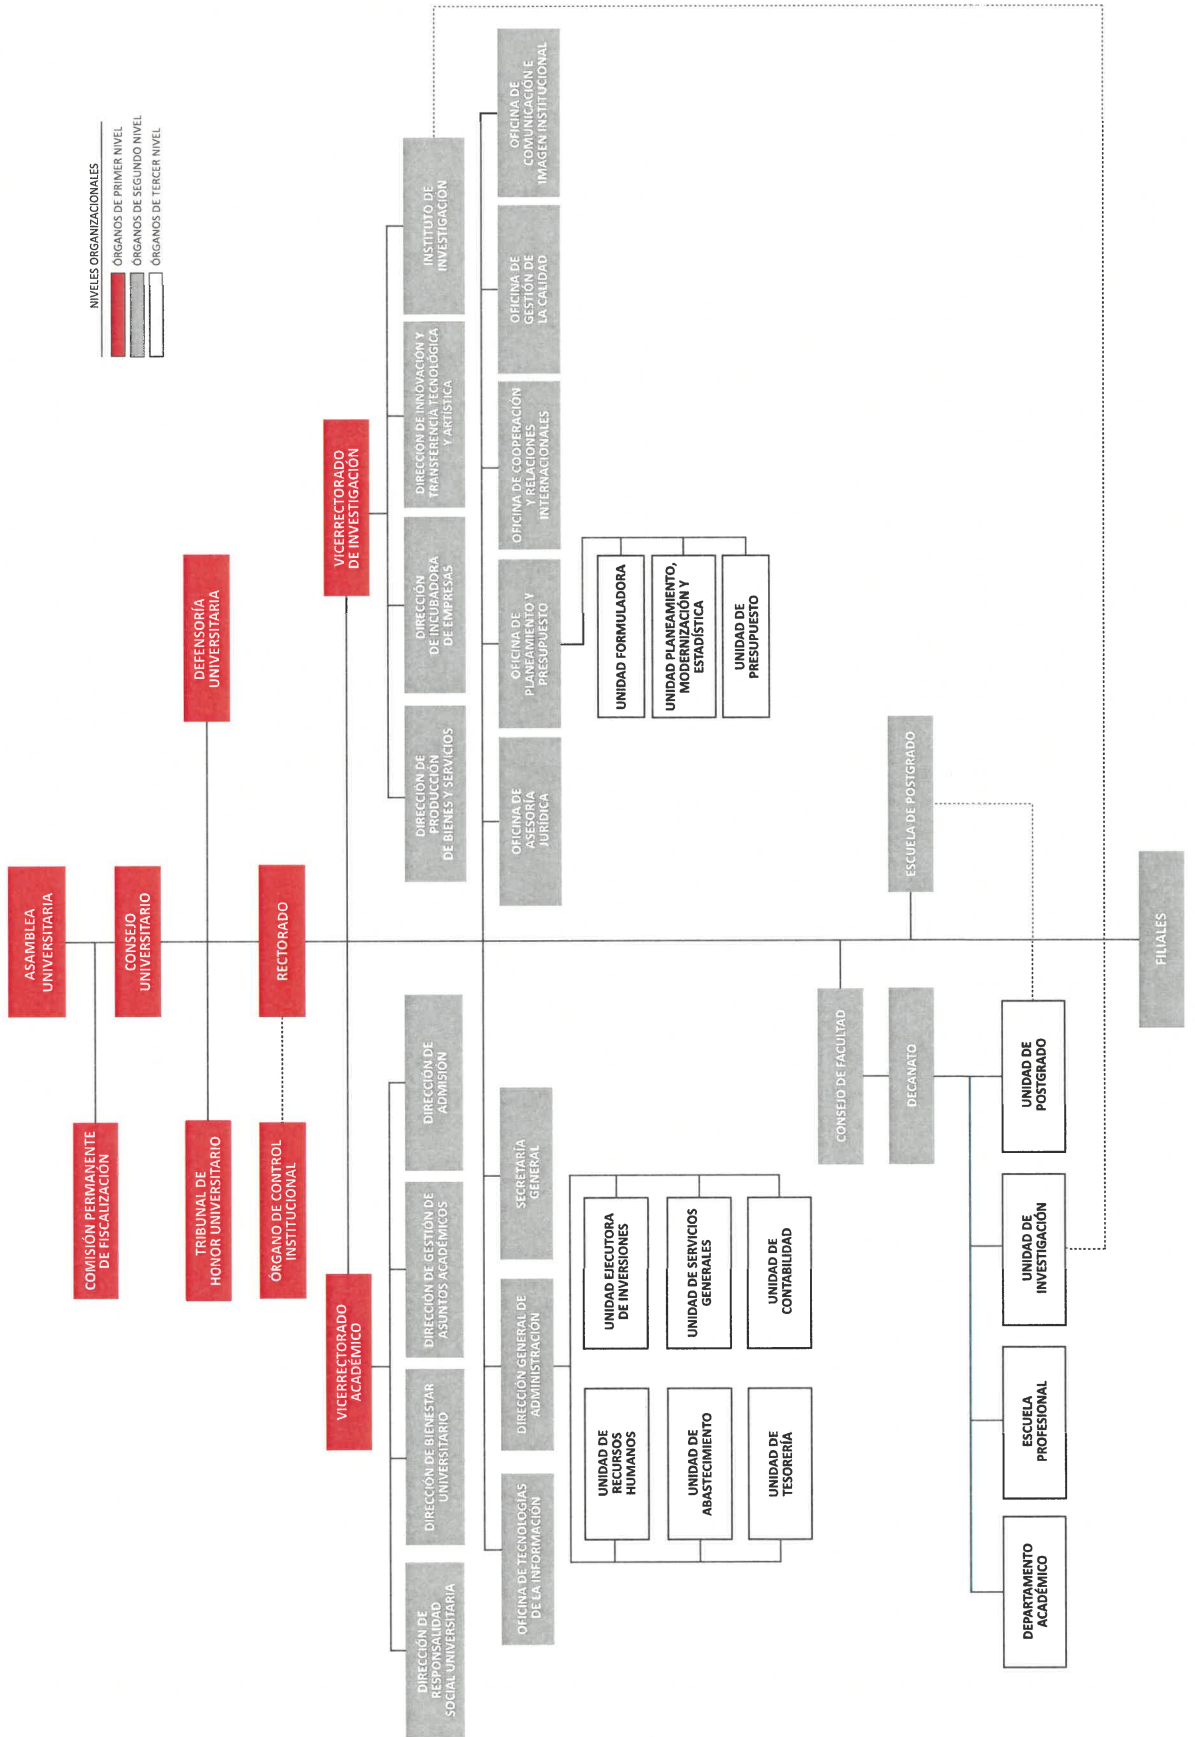 NIVELES ORGANIZACIONALES
ÓRGANOS DE PRIMER NIVEL
ÓRGANOS DE SEGUNDO NIVEL
ÓRGANOS DE TERCER NIVEL
ASAMBLEA
UNIVERSITARIA
COMISIÓN PERMANENTE
DE FISCALIZACIÓN
CONSEJO
UNIVERSITARIO
TRIBUNAL DE
HONOR UNIVERSITARIO
DEFENSORÍA
UNIVERSITARIA
ÓRGANO DE CONTROL
INSTITUCIONAL
RECTORADO
VICERRECTORADO
ACADÉMICO
VICERRECTORADO
DE INVESTIGACIÓN
DIRECCIÓN DE
RESPONSALIDAD
SOCIAL UNIVERSITARIA
DIRECCIÓN DE BIENESTAR
UNIVERSITARIO
DIRECCIÓN DE GESTIÓN DE
ASUNTOS ACADÉMICOS
DIRECCIÓN DE
ADMISIÓN
DIRECCIÓN DE
PRODUCCIÓN
DE BIENES Y SERVICIOS
DIRECCIÓN
DE INCUBADORA
DE EMPRESAS
DIRECCIÓN DE INNOVACIÓN Y
TRANSFERENCIA TECNOLÓGICA
Y ARTÍSTICA
INSTITUTO DE
INVESTIGACIÓN
OFICINA DE TECNOLOGÍAS
DE LA INFORMACIÓN
DIRECCIÓN GENERAL DE
ADMINISTRACIÓN
SECRETARÍA
GENERAL
OFICINA DE
ASESORÍA
JURÍDICA
OFICINA DE
PLANEAMIENTO Y
PRESUPUESTO
OFICINA DE COOPERACIÓN
Y RELACIONES
INTERNACIONALES
OFICINA DE
GESTIÓN DE
LA CALIDAD
OFICINA DE
COMUNICACIÓN E
IMAGEN INSTITUCIONAL
UNIDAD DE
RECURSOS
HUMANOS
UNIDAD EJECUTORA
DE INVERSIONES
UNIDAD DE
ABASTECIMIENTO
UNIDAD DE SERVICIOS
GENERALES
UNIDAD DE
TESORERÍA
UNIDAD DE
CONTABILIDAD
UNIDAD FORMULADORA
UNIDAD PLANEAMIENTO,
MODERNIZACIÓN Y
ESTADÍSTICA
UNIDAD DE
PRESUPUESTO
CONSEJO DE FACULTAD
DECANATO
ESCUELA DE POSTGRADO
DEPARTAMENTO
ACADÉMICO
ESCUELA
PROFESIONAL
UNIDAD DE
INVESTIGACIÓN
UNIDAD DE
POSTGRADO
FILIALES